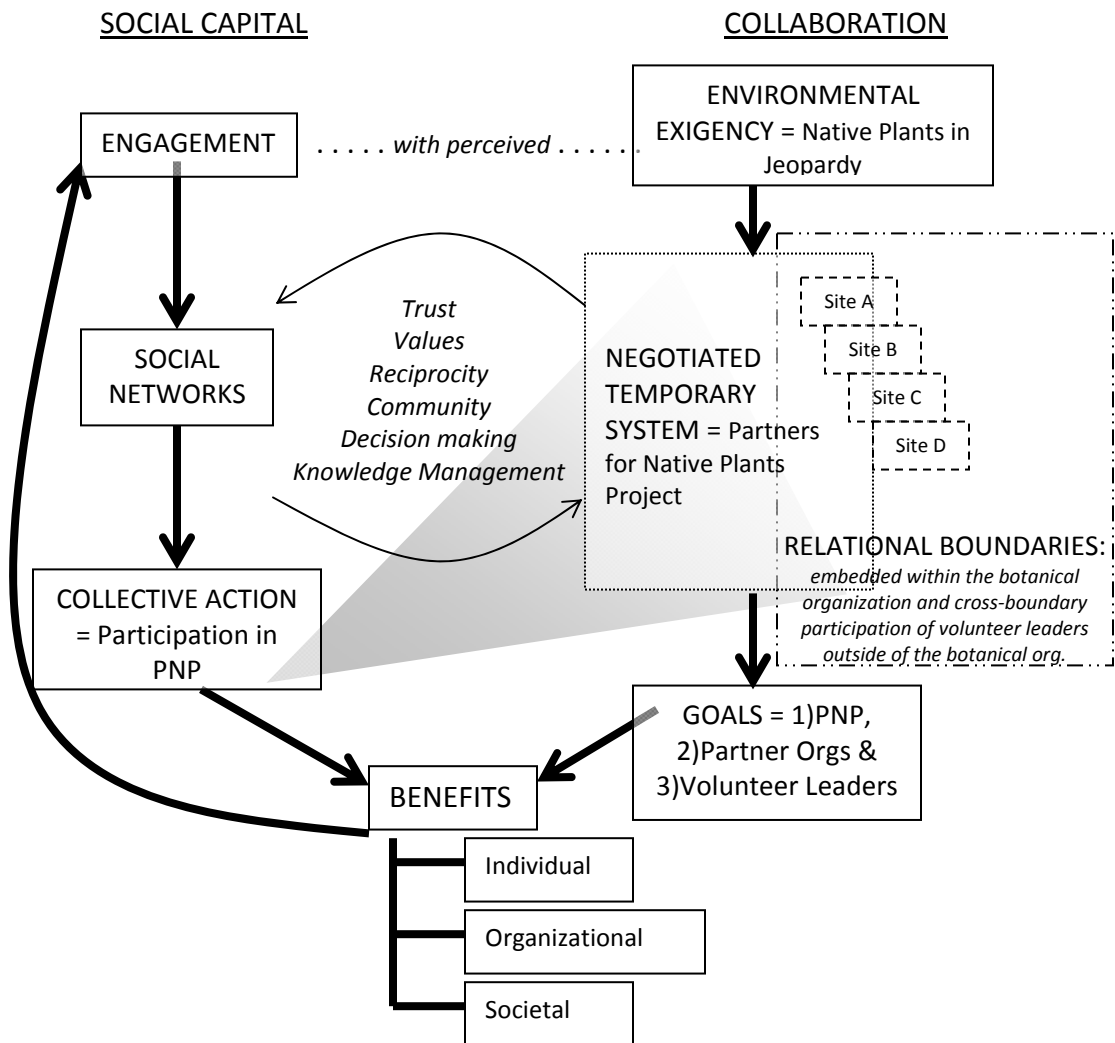 SOCIAL CAPITAL
COLLABORATION
ENGAGEMENT
. . . . . with perceived . . . . . .
ENVIRONMENTAL
EXIGENCY = Native Plants in
Jeopardy
SOCIAL
NETWORKS
Trust
Values
Reciprocity
Community
Decision making
Knowledge Management
NEGOTIATED
TEMPORARY
SYSTEM = Partners
for Native Plants
Project
Site A
Site B
Site C
Site D
RELATIONAL BOUNDARIES:
embedded within the botanical
organization and cross-boundary
participation of volunteer leaders
outside of the botanical org.
COLLECTIVE ACTION
= Participation in
PNP
GOALS = 1)PNP,
2)Partner Orgs &
3)Volunteer Leaders
BENEFITS
Individual
Organizational
Societal